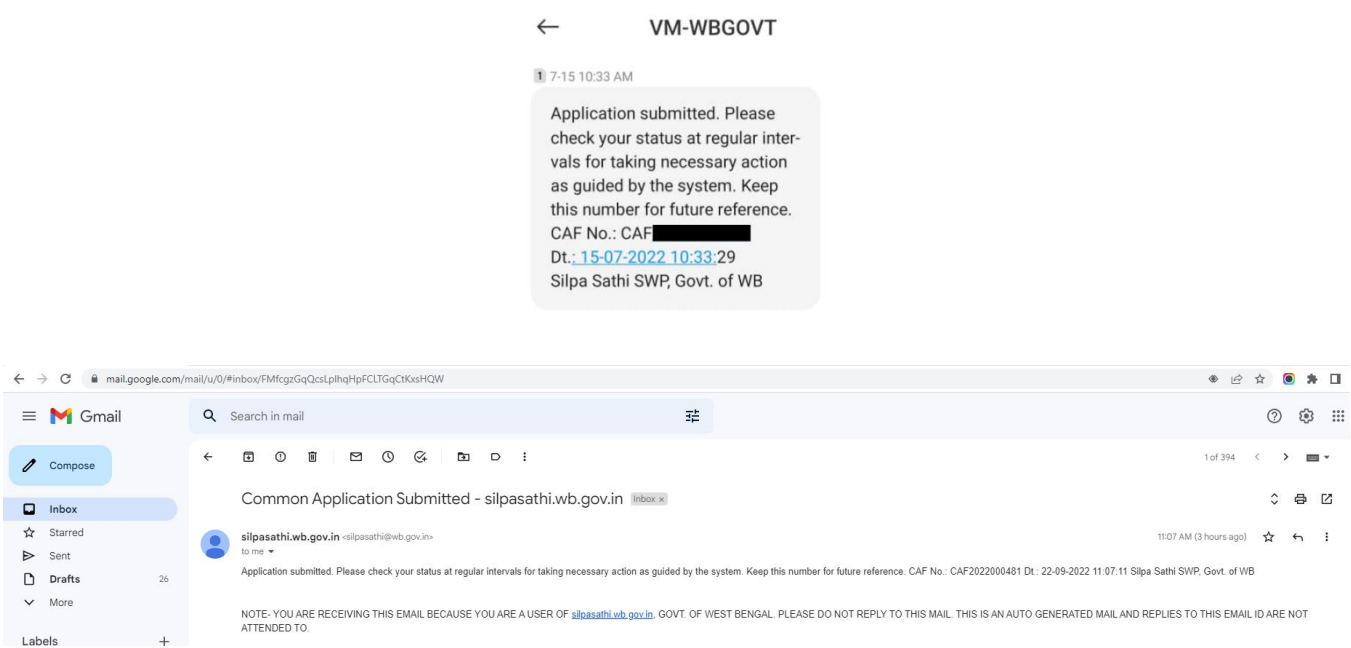 VM-WBGOVT
1 7-15 10:33 AM
Application submitted. Please
check your status at regular inter-
vals for taking necessary action
as guided by the system. Keep
this number for future reference.
CAF No.: CAF
Dt.: 15-07-2022 10:33:29
Silpa Sathi SWP, Govt. of WB
mail.google.com/mail/u/0/#inbox/FMfcgzGqQcsLplhqHpFCLTGqCtKxsHQW
Gmail
Search in mail
Compose
1 of 394
Common Application Submitted - silpasathi.wb.gov.in Inbox x
Inbox
Starred
silpasathi.wb.gov.in <silpasathi@wb.gov.in>
11:07 AM (3 hours ago)
to me
Sent
Application submitted. Please check your status at regular intervals for taking necessary action as guided by the system. Keep this number for future reference. CAF No.: CAF2022000481 Dt.: 22-09-2022 11:07:11 Silpa Sathi SWP, Govt. of WB
Drafts 26
More
NOTE- YOU ARE RECEIVING THIS EMAIL BECAUSE YOU ARE A USER OF silpasathi.wb.gov.in, GOVT. OF WEST BENGAL. PLEASE DO NOT REPLY TO THIS MAIL. THIS IS AN AUTO GENERATED MAIL AND REPLIES TO THIS EMAIL ID ARE NOT
ATTENDED TO.
Labels